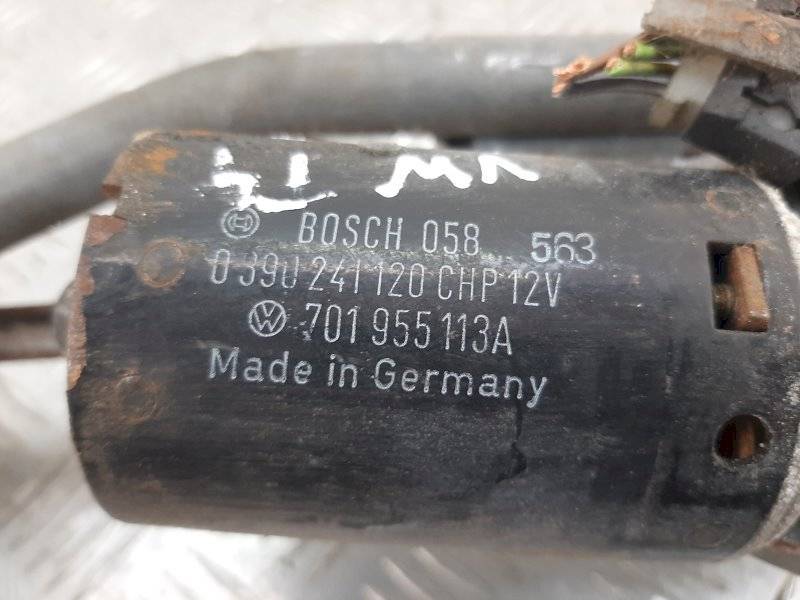 BOSCH 058 563
0 390 241 120 CHP 12V
701 955 113A
Made in Germany